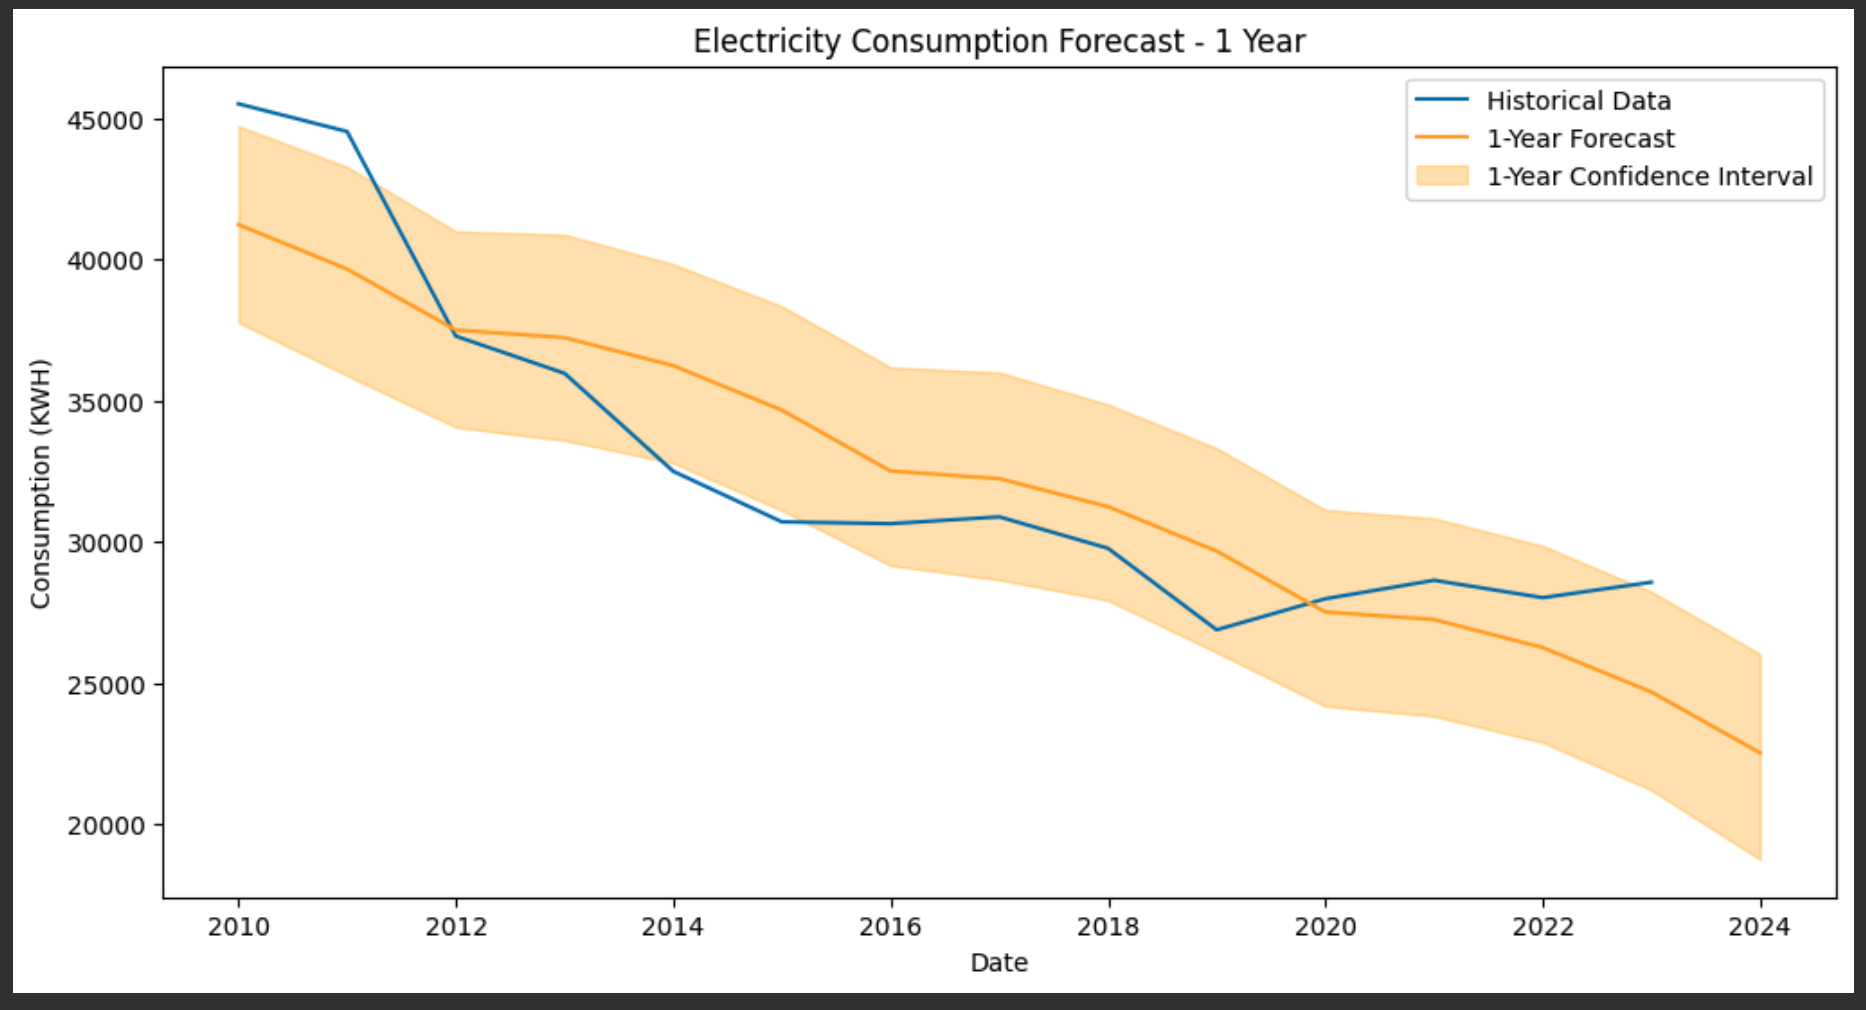 Electricity Consumption Forecast - 1 Year
Historical Data
1-Year Forecast
1-Year Confidence Interval
Consumption (KWH)
45000
40000
35000
30000
25000
20000
2010 2012 2014 2016 2018 2020 2022 2024
Date